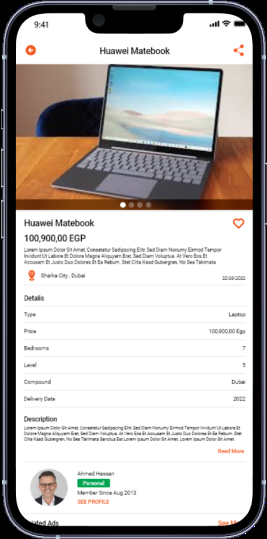 9:41
Huawei Matebook
Huawei Matebook
100,900,00 EGP
Lorem Ipsum Dolor Sit Amet, Consetetur Sadipscing Elitr, Sed Diam Nonumy Eirmod Tempor
Invidunt Ut Labore Et Dolore Magna Aliquyam Erat, Sed Diam Voluptua. At Vero Eos Et
Accusam Et Justo Duo Dolores Et Ea Rebum. Stet Clita Kasd Gubergren, No Sea Takimata
Sharka City , Dubai
Detalis
Type Laptop
Price 100,900,00 Egp
Bedrooms 7
Level 5
Compound Dubai
Delivery Date 2022
Description
Lorem Ipsum Dolor Sit Amet, Consetetur Sadipscing Elitr, Sed Diam Nonumy Eirmod Tempor
Invidunt Ut Labore Et Dolore Magna Aliquyam Erat, Sed Diam Voluptua. At Vero Eos Et Accusam Et Justo Duo Dolores Et Ea Rebum. Stet
Clita Kasd Gubergren, No Sea Takimata Sanctus Est Lorem Ipsum Dolor Sit Amet. Lorem Ipsum Dolor Sit Amet
Read More
Ahmed Hassan
Personal
Member Since Aug 2013
SEE PROFILE
lated Ads See M